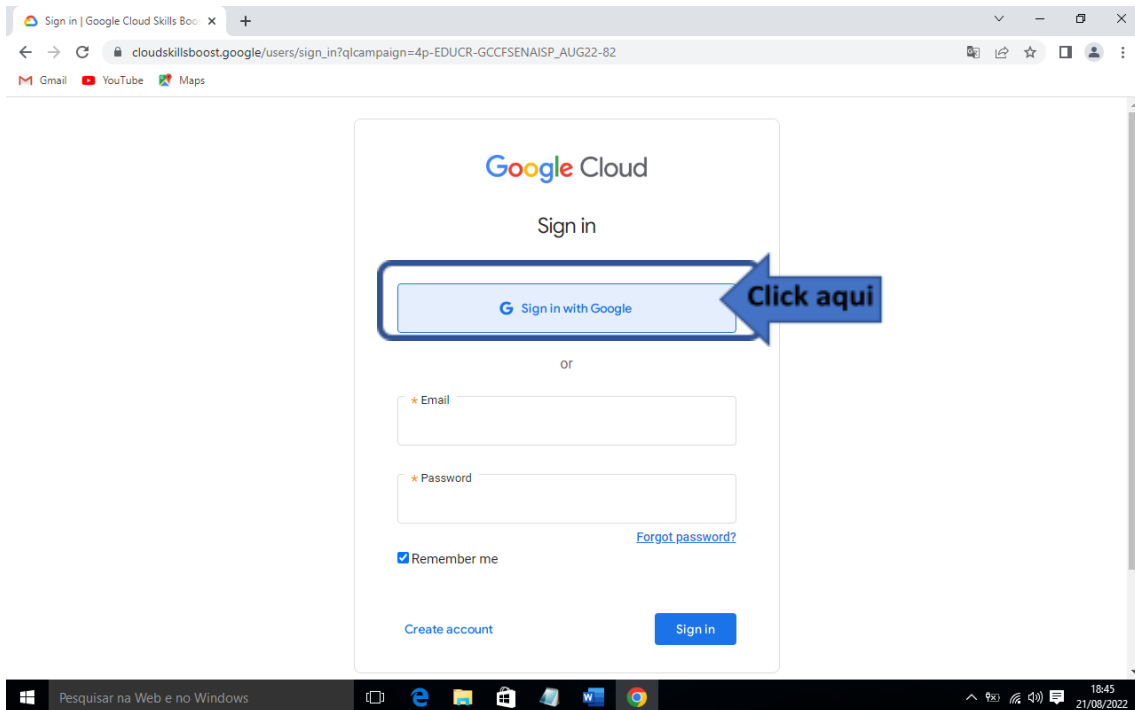 Sign in | Google Cloud Skills Boo
cloudskillsboost.google/users/sign_in?qlcampaign=4p-EDUCR-GCCFSENAISP_AUG22-82
Gmail YouTube Maps
Google Cloud
Sign in
G Sign in with Google
Click aqui
or
* Email
* Password
Forgot password?
Remember me
Create account
Sign in
Pesquisar na Web e no Windows
18:45
21/08/2022